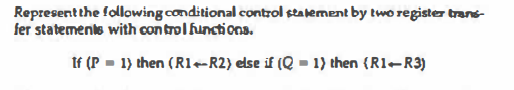 Represent the following conditional control statement by two register trans-
fer statements with control functions.
If (P = 1) then (R1←R2) else if (Q = 1) then (R1←R3)